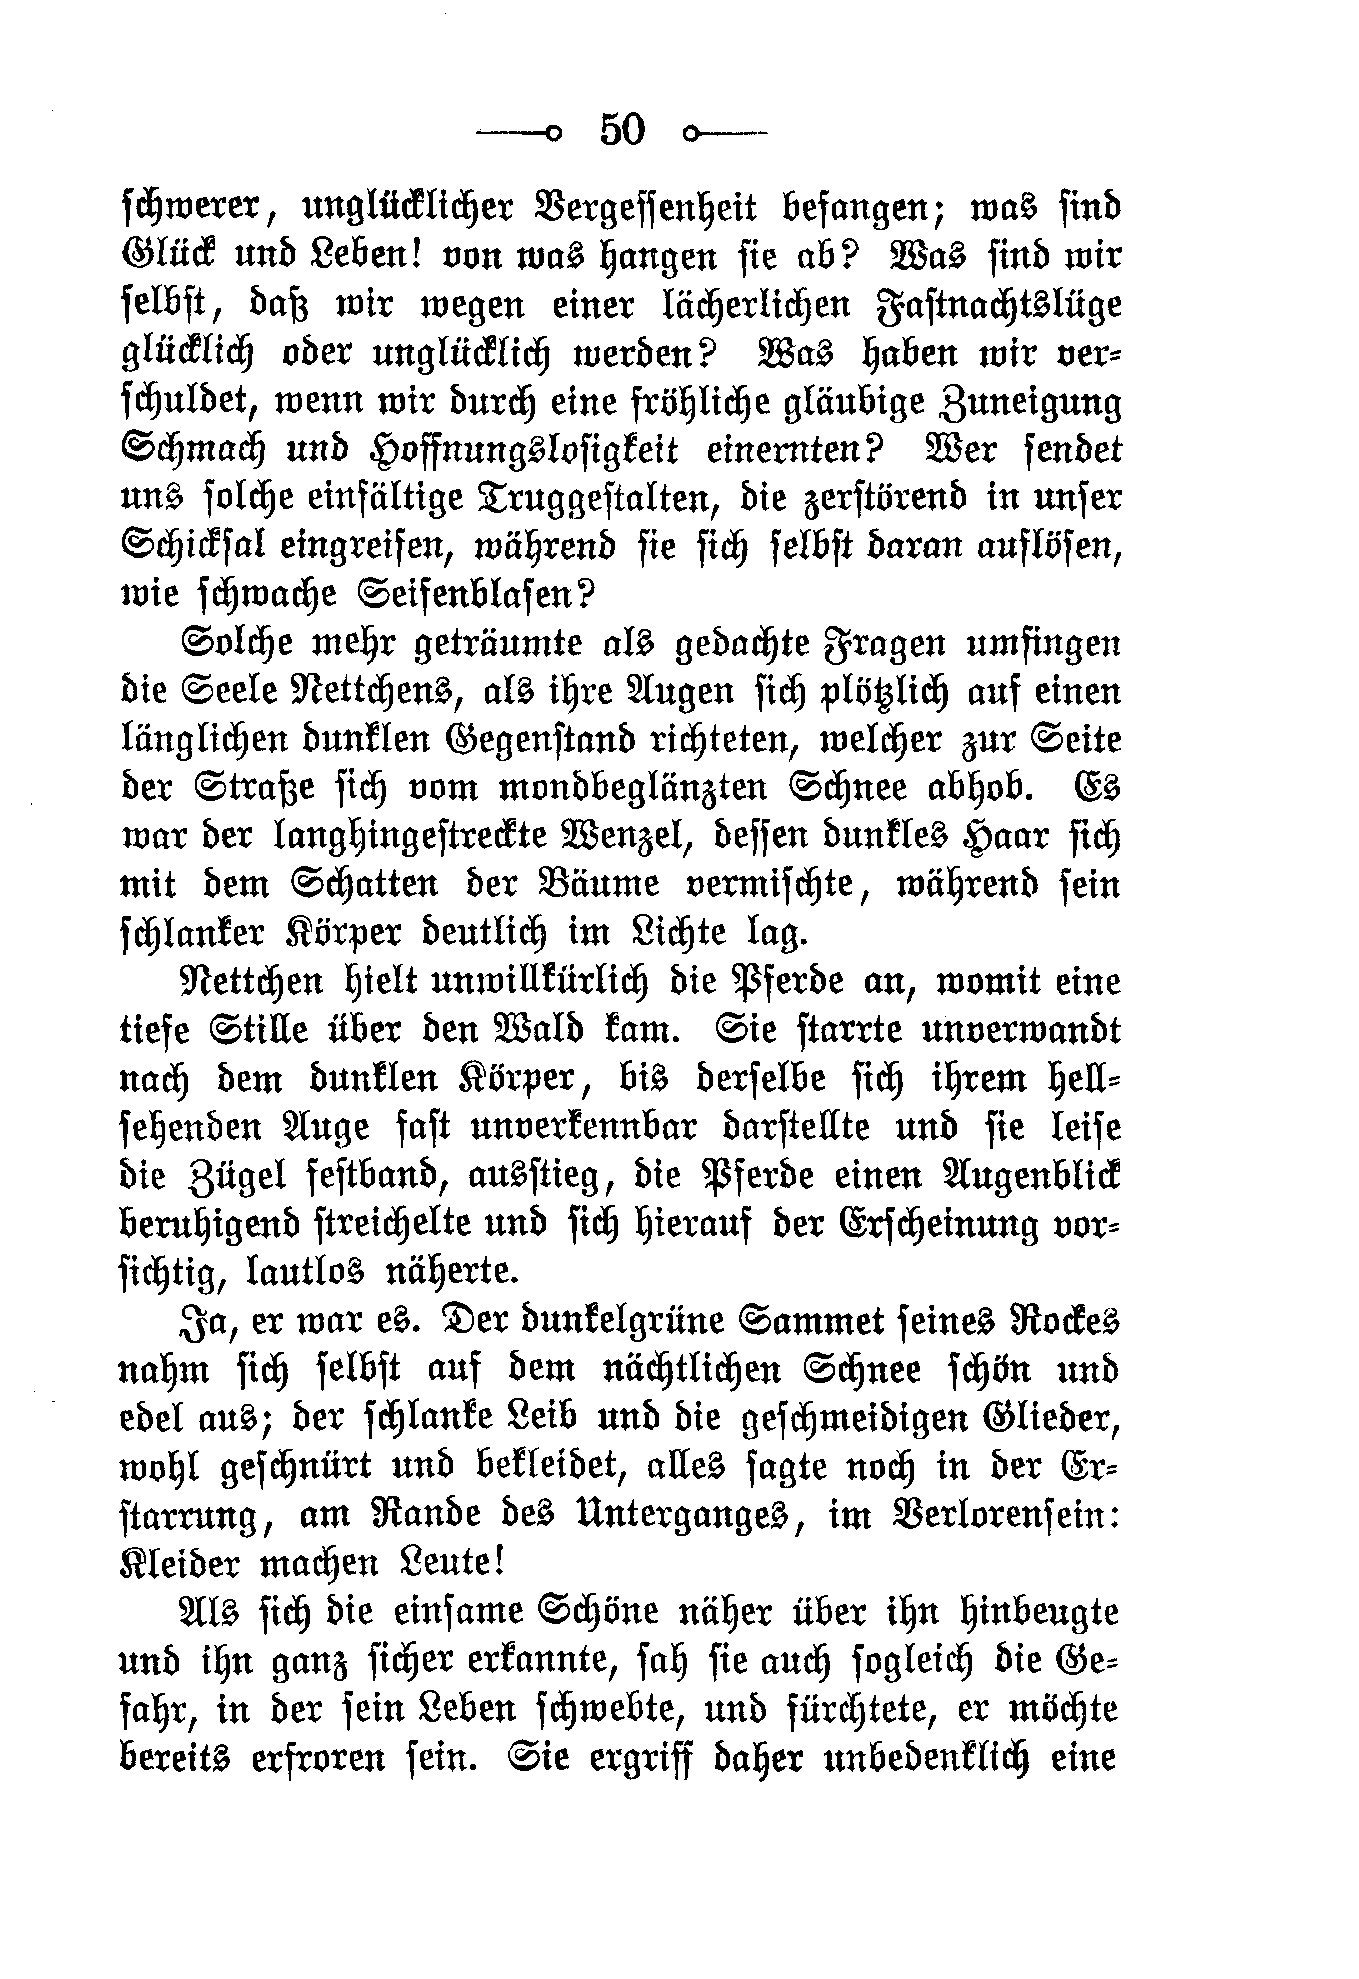 50
schwerer, unglücklicher Vergessenheit befangen; was sind
Glück und Leben! von was hangen sie ab? Was sind wir
selbst, daß wir wegen einer lächerlichen Fastnachtslüge
glücklich oder unglücklich werden? Was haben wir ver-
schuldet, wenn wir durch eine fröhliche gläubige Zuneigung
Schmach und Hoffnungslosigkeit einernten? Wer sendet
uns solche einfältige Truggestalten, die zerstörend in unser
Schicksal eingreifen, während sie sich selbst daran auflösen,
wie schwache Seifenblasen?
Solche mehr geträumte als gedachte Fragen umfingen
die Seele Nettchens, als ihre Augen sich plötzlich auf einen
länglichen dunklen Gegenstand richteten, welcher zur Seite
der Straße sich vom mondbeglänzten Schnee abhob. Es
war der langhingestreckte Wenzel, dessen dunkles Haar sich
mit dem Schatten der Bäume vermischte, während sein
schlanker Körper deutlich im Lichte lag.
Nettchen hielt unwillkürlich die Pferde an, womit eine
tiefe Stille über den Wald kam. Sie starrte unverwandt
nach dem dunklen Körper, bis derselbe sich ihrem hell-
sehenden Auge fast unverkennbar darstellte und sie leise
die Zügel festband, ausstieg, die Pferde einen Augenblick
beruhigend streichelte und sich hierauf der Erscheinung vor-
sichtig, lautlos näherte.
Ja, er war es. Der dunkelgrüne Sammet seines Rockes
nahm sich selbst auf dem nächtlichen Schnee schön und
edel aus; der schlanke Leib und die geschmeidigen Glieder,
wohl geschnürt und bekleidet, alles sagte noch in der Er-
starrung, am Rande des Unterganges, im Verlorensein:
Kleider machen Leute!
Als sich die einsame Schöne näher über ihn hinbeugte
und ihn ganz sicher erkannte, sah sie auch sogleich die Ge-
fahr, in der sein Leben schwebte, und fürchtete, er möchte
bereits erfroren sein. Sie ergriff daher unbedenklich eine